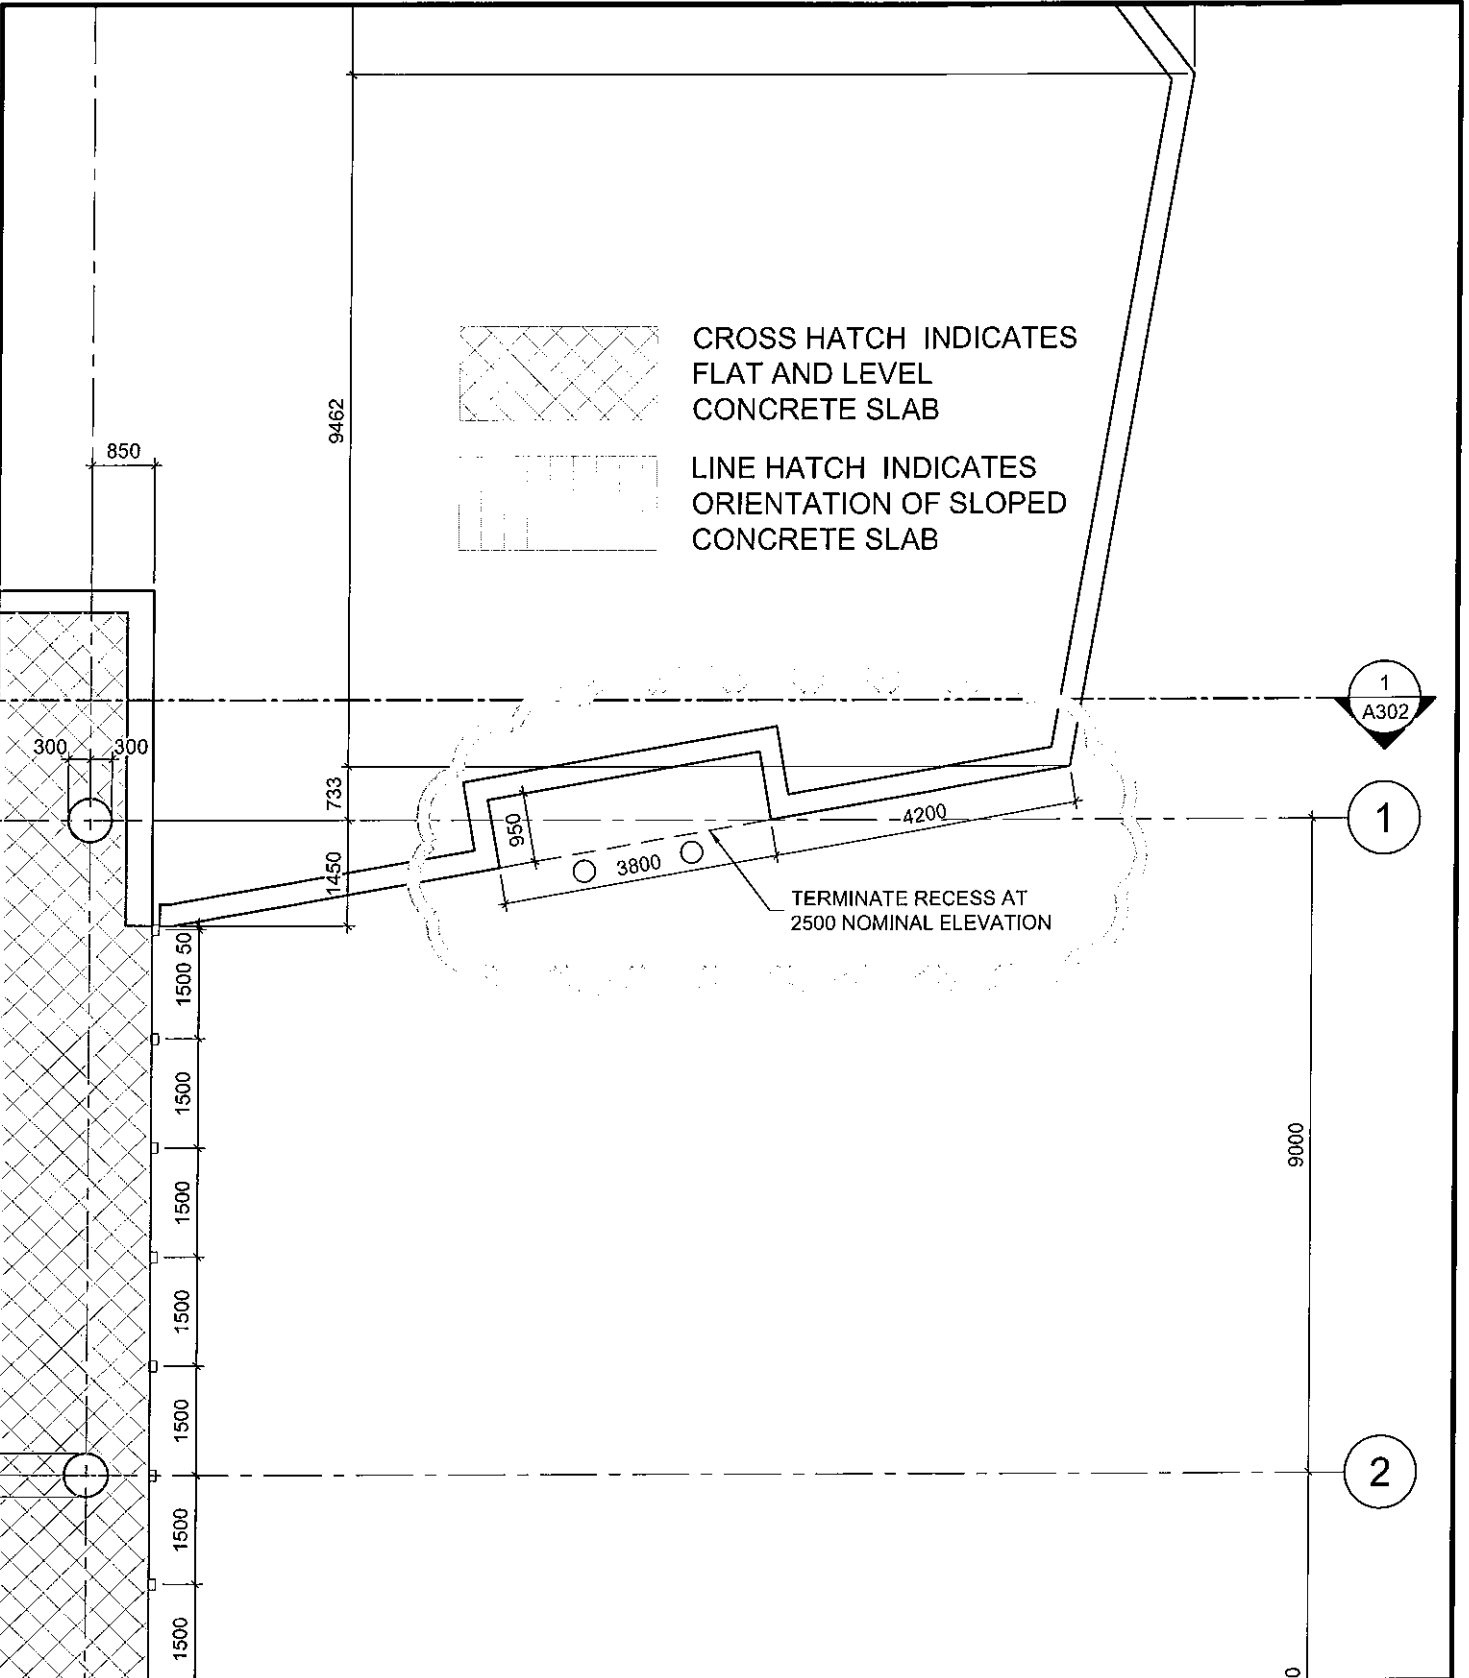 CROSS HATCH INDICATES
FLAT AND LEVEL
CONCRETE SLAB
9462
850
LINE HATCH INDICATES
ORIENTATION OF SLOPED
CONCRETE SLAB
1
A302
300
300
733
1
950
4200
3800
1450
TERMINATE RECESS AT
2500 NOMINAL ELEVATION
50
1500
1500
9000
1500
1500
1500
2
1500
1500
0